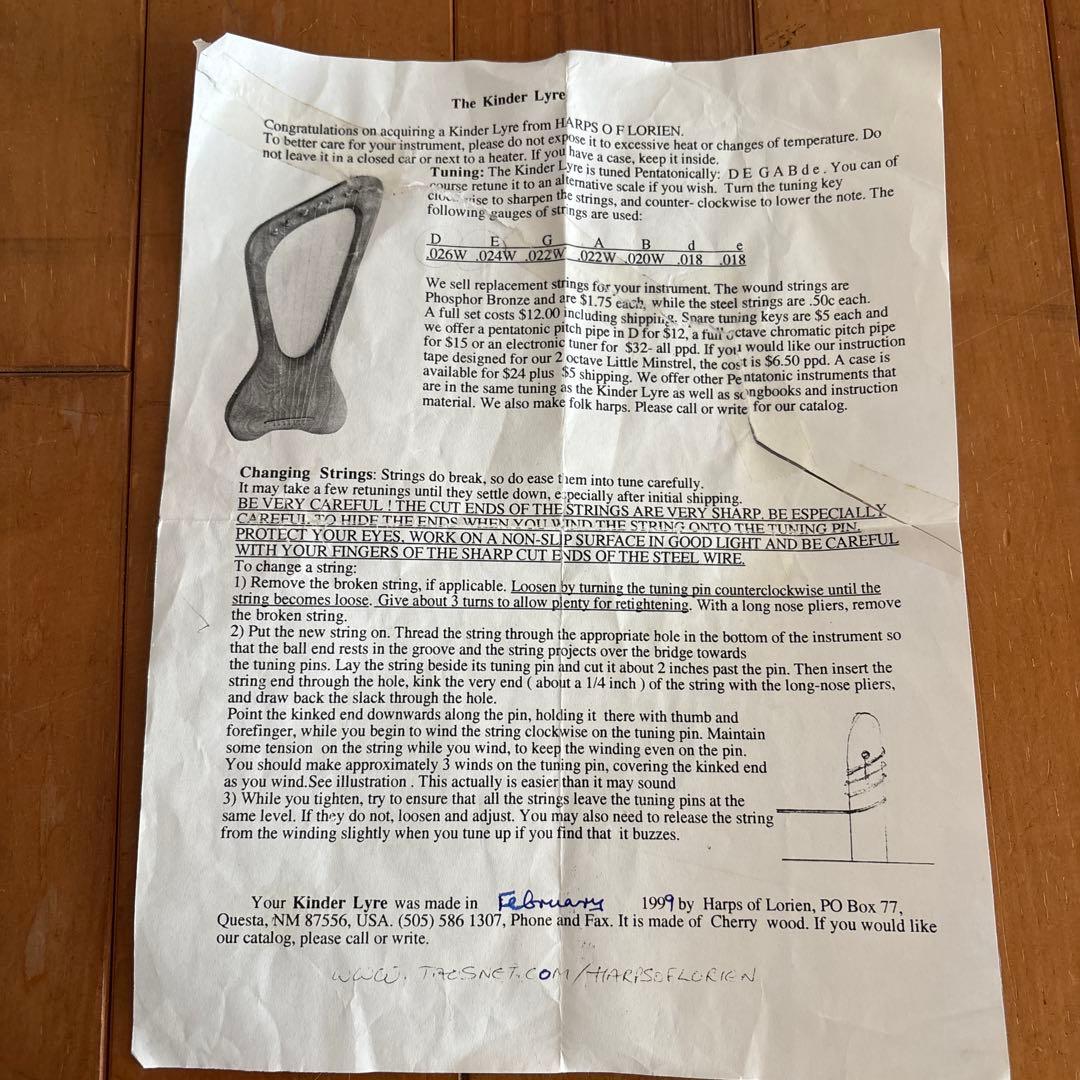 The Kinder Lyre
Congratulations on acquiring a Kinder Lyre from HARPS O F LORIEN.
To better care for your instrument, please do not expose it to excessive heat or changes of temperature. Do
not leave it in a closed car or next to a heater. If you have a case, keep it inside.
Tuning: The Kinder Lyre is tuned Pentatonically: D E G A B d e . You can of
course retune it to an alternative scale if you wish. Turn the tuning key
clockwise to sharpen the strings, and counter- clockwise to lower the note. The
following gauges of strings are used:
D E G A B d e
.026W .024W .022W .022W .020W .018 .018
We sell replacement strings for your instrument. The wound strings are
Phosphor Bronze and are $1.75 each, while the steel strings are .50c each.
A full set costs $12.00 including shipping. Spare tuning keys are $5 each and
we offer a pentatonic pitch pipe in D for $12, a full octave chromatic pitch pipe
for $15 or an electronic tuner for $32- all ppd. If you would like our instruction
tape designed for our 2 octave Little Minstrel, the cost is $6.50 ppd. A case is
available for $24 plus $5 shipping. We offer other Pentatonic instruments that
are in the same tuning as the Kinder Lyre as well as songbooks and instruction
material. We also make folk harps. Please call or write for our catalog.
Changing Strings: Strings do break, so do ease them into tune carefully.
It may take a few retunings until they settle down, especially after initial shipping.
BE VERY CAREFUL ! THE CUT ENDS OF THE STRINGS ARE VERY SHARP. BE ESPECIALLY
CAREFUL TO HIDE THE ENDS WHEN YOU WIND THE STRING ONTO THE TUNING PIN.
PROTECT YOUR EYES. WORK ON A NON-SLIP SURFACE IN GOOD LIGHT AND BE CAREFUL
WITH YOUR FINGERS OF THE SHARP CUT ENDS OF THE STEEL WIRE.
To change a string:
1) Remove the broken string, if applicable. Loosen by turning the tuning pin counterclockwise until the
string becomes loose. Give about 3 turns to allow plenty for retightening. With a long nose pliers, remove
the broken string.
2) Put the new string on. Thread the string through the appropriate hole in the bottom of the instrument so
that the ball end rests in the groove and the string projects over the bridge towards
the tuning pins. Lay the string beside its tuning pin and cut it about 2 inches past the pin. Then insert the
string end through the hole, kink the very end ( about a 1/4 inch ) of the string with the long-nose pliers,
and draw back the slack through the hole.
Point the kinked end downwards along the pin, holding it there with thumb and
forefinger, while you begin to wind the string clockwise on the tuning pin. Maintain
some tension on the string while you wind, to keep the winding even on the pin.
You should make approximately 3 winds on the tuning pin, covering the kinked end
as you wind.See illustration . This actually is easier than it may sound
3) While you tighten, try to ensure that all the strings leave the tuning pins at the
same level. If they do not, loosen and adjust. You may also need to release the string
from the winding slightly when you tune up if you find that it buzzes.
Your Kinder Lyre was made in February 1999 by Harps of Lorien, PO Box 77,
Questa, NM 87556, USA. (505) 586 1307, Phone and Fax. It is made of Cherry wood. If you would like
our catalog, please call or write.
WWW. TAOSNET.COM/HARPSOFLORIEN